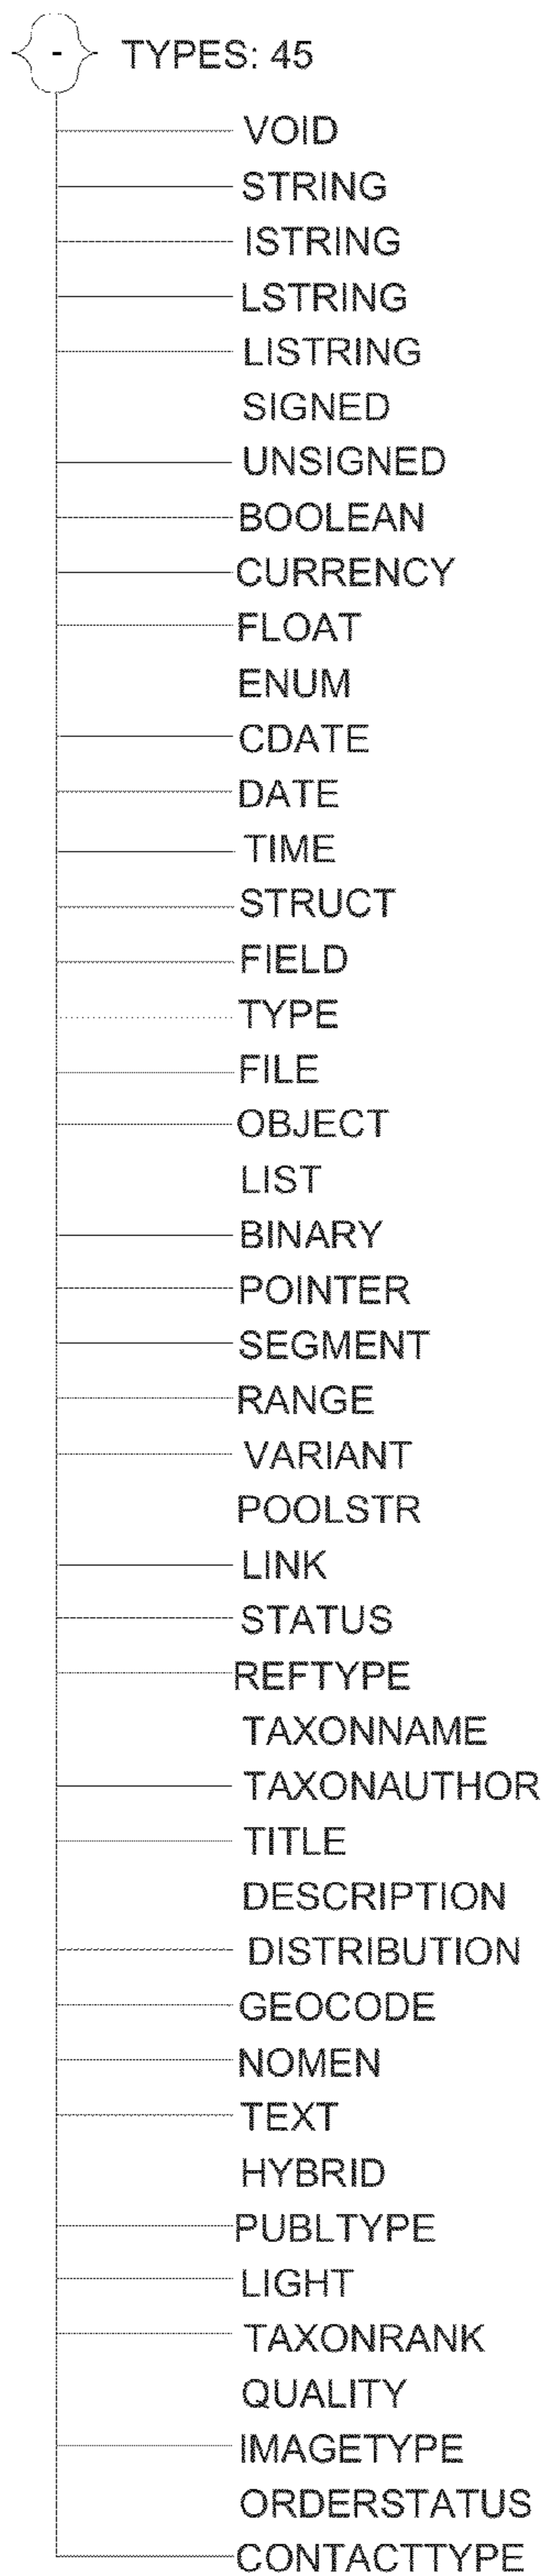 TYPES: 45
VOID
STRING
ISTRING
LSTRING
LISTRING
SIGNED
UNSIGNED
BOOLEAN
CURRENCY
FLOAT
ENUM
CDATE
DATE
TIME
STRUCT
FIELD
TYPE
FILE
OBJECT
LIST
BINARY
POINTER
SEGMENT
RANGE
VARIANT
POOLSTR
LINK
STATUS
REFTYPE
TAXONNAME
TAXONAUTHOR
TITLE
DESCRIPTION
DISTRIBUTION
GEOCODE
NOMEN
TEXT
HYBRID
PUBLTYPE
LIGHT
TAXONRANK
QUALITY
IMAGETYPE
ORDERSTATUS
CONTACTTYPE